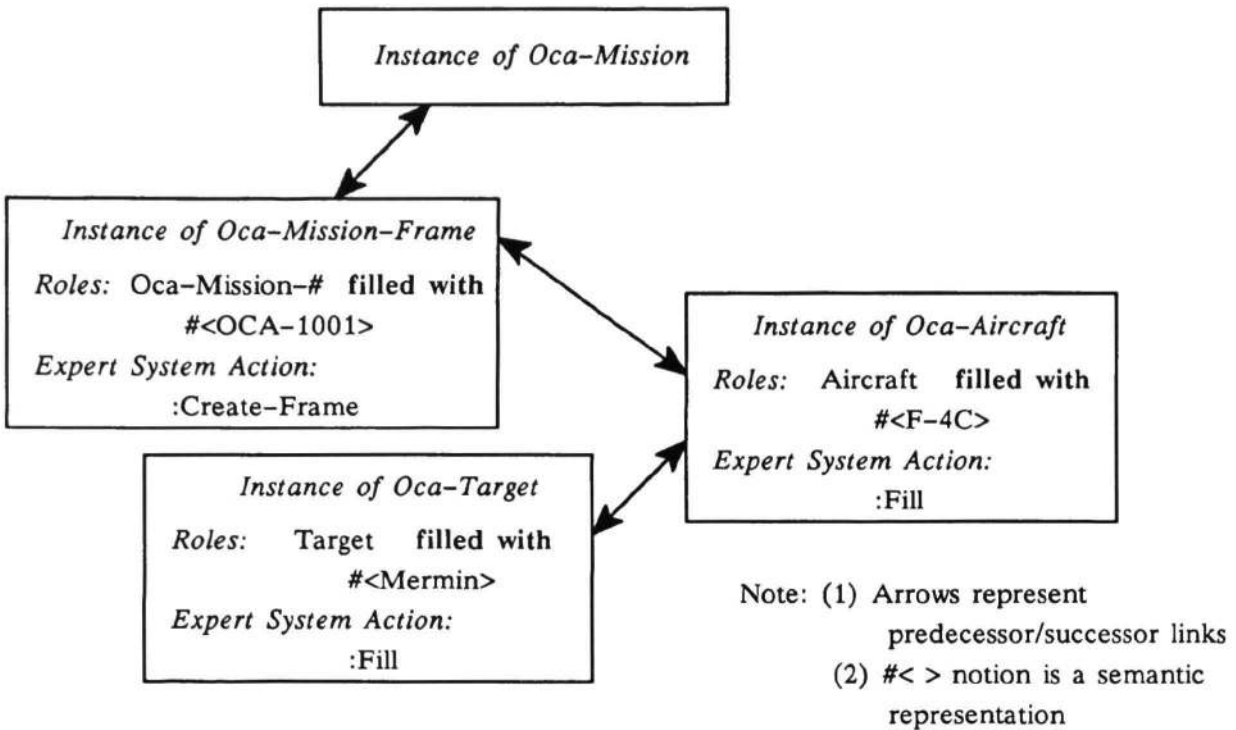 Instance of Oca-Mission
Instance of Oca-Mission-Frame
Roles: Oca-Mission-# filled with
#<OCA-1001>
Expert System Action:
:Create-Frame
Instance of Oca-Aircraft
Roles: Aircraft filled with
#<F-4C>
Expert System Action:
:Fill
Instance of Oca-Target
Roles: Target filled with
#<Mermin>
Expert System Action:
:Fill
Note: (1) Arrows represent
predecessor/successor links
(2) #< > notion is a semantic
representation